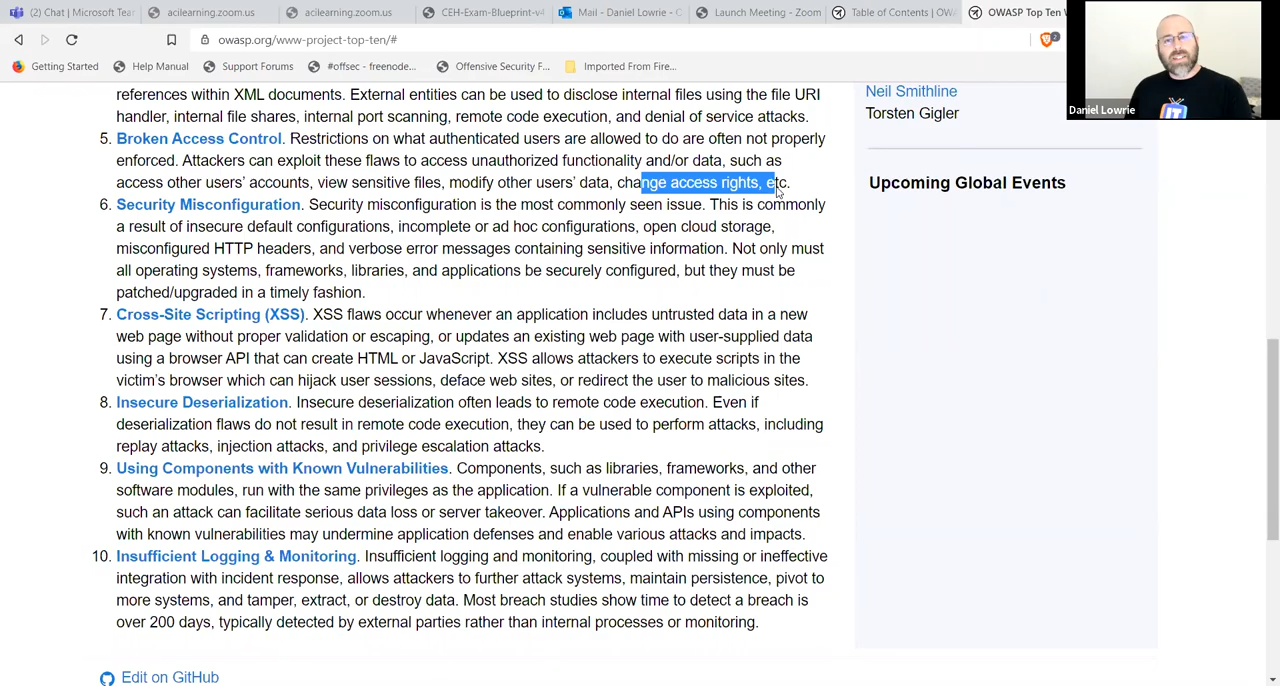 (2) Chat | Microsoft Tea
acilearning.zoom.us
acilearning.zoom.us
CEH-Exam-Blueprint-v4
Mail - Daniel Lowrie - C
Launch Meeting - Zoom
Table of Contents | OWA
OWASP Top Ten
owasp.org/www-project-top-ten/#
2
Getting Started
Help Manual
Support Forums
#offsec - freenode...
Offensive Security F...
Imported From Fire...
Daniel Lowrie
IT
references within XML documents. External entities can be used to disclose internal files using the file URI
handler, internal file shares, internal port scanning, remote code execution, and denial of service attacks.
5. Broken Access Control. Restrictions on what authenticated users are allowed to do are often not properly
enforced. Attackers can exploit these flaws to access unauthorized functionality and/or data, such as
access other users' accounts, view sensitive files, modify other users' data, change access rights, etc.
6. Security Misconfiguration. Security misconfiguration is the most commonly seen issue. This is commonly
a result of insecure default configurations, incomplete or ad hoc configurations, open cloud storage,
misconfigured HTTP headers, and verbose error messages containing sensitive information. Not only must
all operating systems, frameworks, libraries, and applications be securely configured, but they must be
patched/upgraded in a timely fashion.
7. Cross-Site Scripting (XSS). XSS flaws occur whenever an application includes untrusted data in a new
web page without proper validation or escaping, or updates an existing web page with user-supplied data
using a browser API that can create HTML or JavaScript. XSS allows attackers to execute scripts in the
victim's browser which can hijack user sessions, deface web sites, or redirect the user to malicious sites.
8. Insecure Deserialization. Insecure deserialization often leads to remote code execution. Even if
deserialization flaws do not result in remote code execution, they can be used to perform attacks, including
replay attacks, injection attacks, and privilege escalation attacks.
9. Using Components with Known Vulnerabilities. Components, such as libraries, frameworks, and other
software modules, run with the same privileges as the application. If a vulnerable component is exploited,
such an attack can facilitate serious data loss or server takeover. Applications and APIs using components
with known vulnerabilities may undermine application defenses and enable various attacks and impacts.
10. Insufficient Logging & Monitoring. Insufficient logging and monitoring, coupled with missing or ineffective
integration with incident response, allows attackers to further attack systems, maintain persistence, pivot to
more systems, and tamper, extract, or destroy data. Most breach studies show time to detect a breach is
over 200 days, typically detected by external parties rather than internal processes or monitoring.
Edit on GitHub
Neil Smithline
Torsten Gigler
Upcoming Global Events